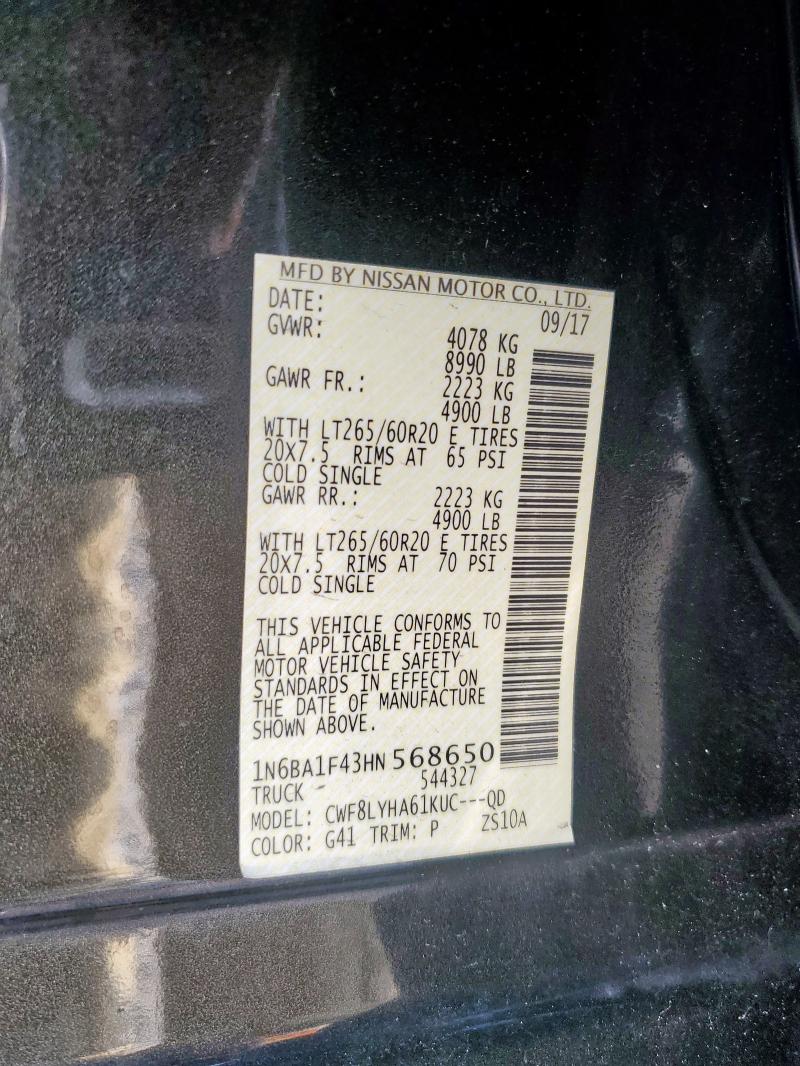 MFD BY NISSAN MOTOR CO., LTD.
DATE: 09/17
GVWR: 4078 KG
8990 LB
GAWR FR.: 2223 KG
4900 LB
WITH LT265/60R20 E TIRES
20X7.5 RIMS AT 65 PSI
COLD SINGLE
GAWR RR.: 2223 KG
4900 LB
WITH LT265/60R20 E TIRES
20X7.5 RIMS AT 70 PSI
COLD SINGLE
THIS VEHICLE CONFORMS TO
ALL APPLICABLE FEDERAL
MOTOR VEHICLE SAFETY
STANDARDS IN EFFECT ON
THE DATE OF MANUFACTURE
SHOWN ABOVE.
1N6BA1F43HN568650
TRUCK 544327
MODEL: CWF8LYHA61KUC---QD
COLOR: G41 TRIM: P ZS10A